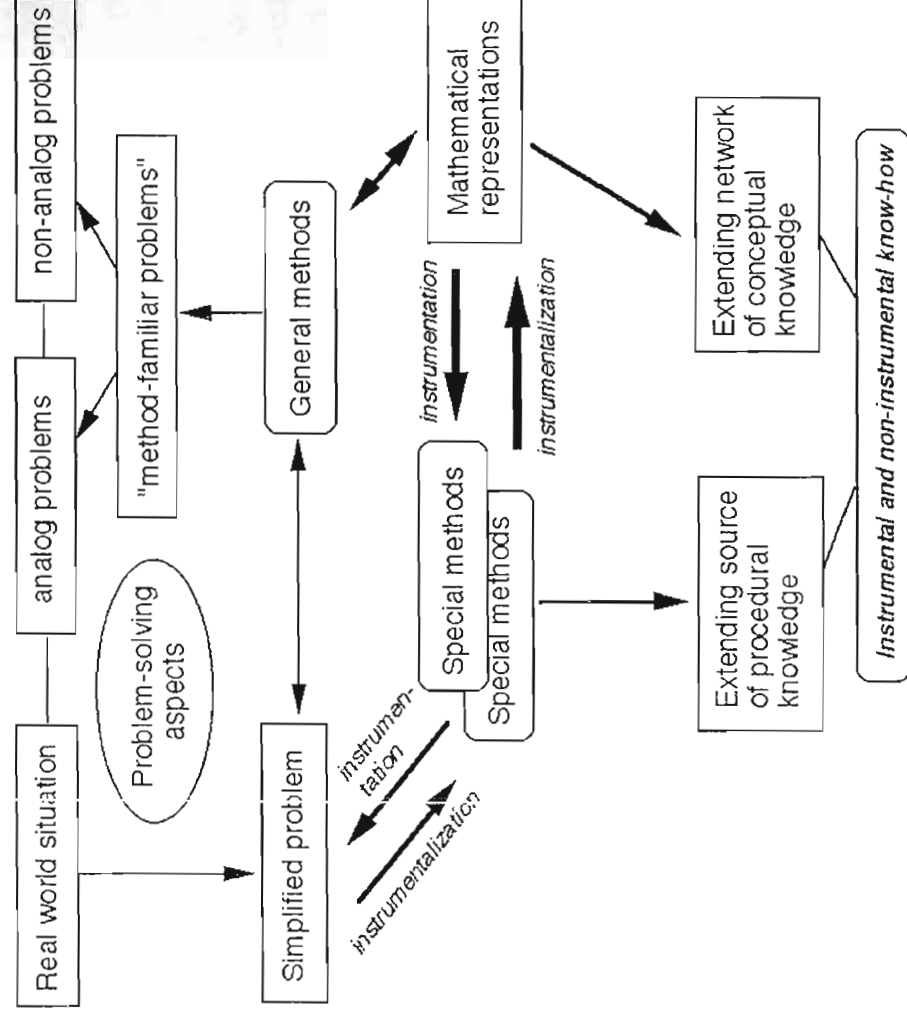 Real world situation
analog problems
non-analog problems
Problem-solving
aspects
"method-familiar problems"
Simplified problem
General methods
instrumen-
tation
instrumentalization
Special methods
Special methods
instrumentation
instrumentalization
Mathematical
representations
Extending source
of procedural
knowledge
Extending network
of conceptual
knowledge
Instrumental and non-instrumental know-how